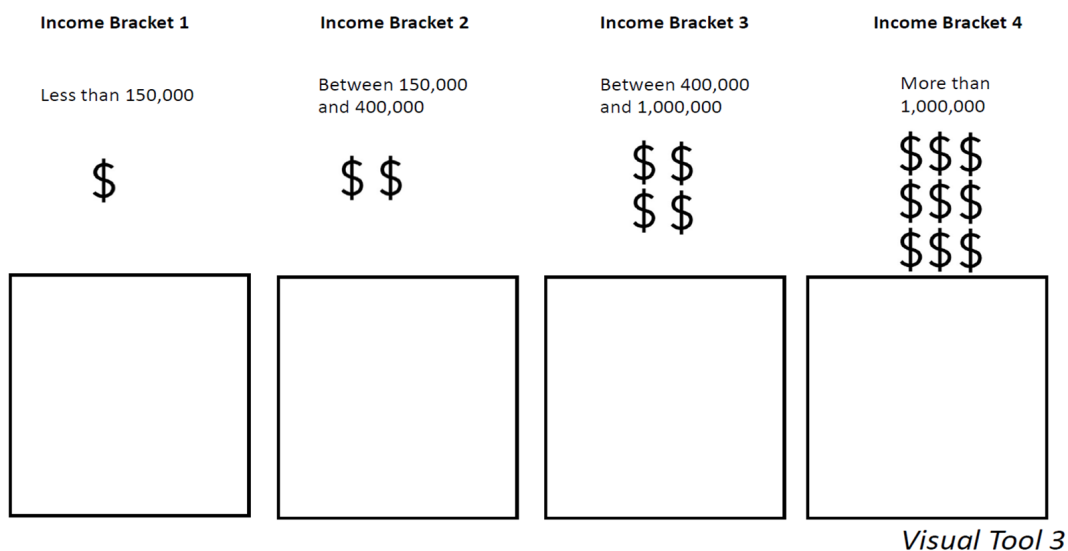 Income Bracket 1
Less than 150,000
$
Income Bracket 2
Between 150,000
and 400,000
$ $
Income Bracket 3
Between 400,000
and 1,000,000
$ $
$ $
Income Bracket 4
More than
1,000,000
$$$
$$$
$$$
Visual Tool 3